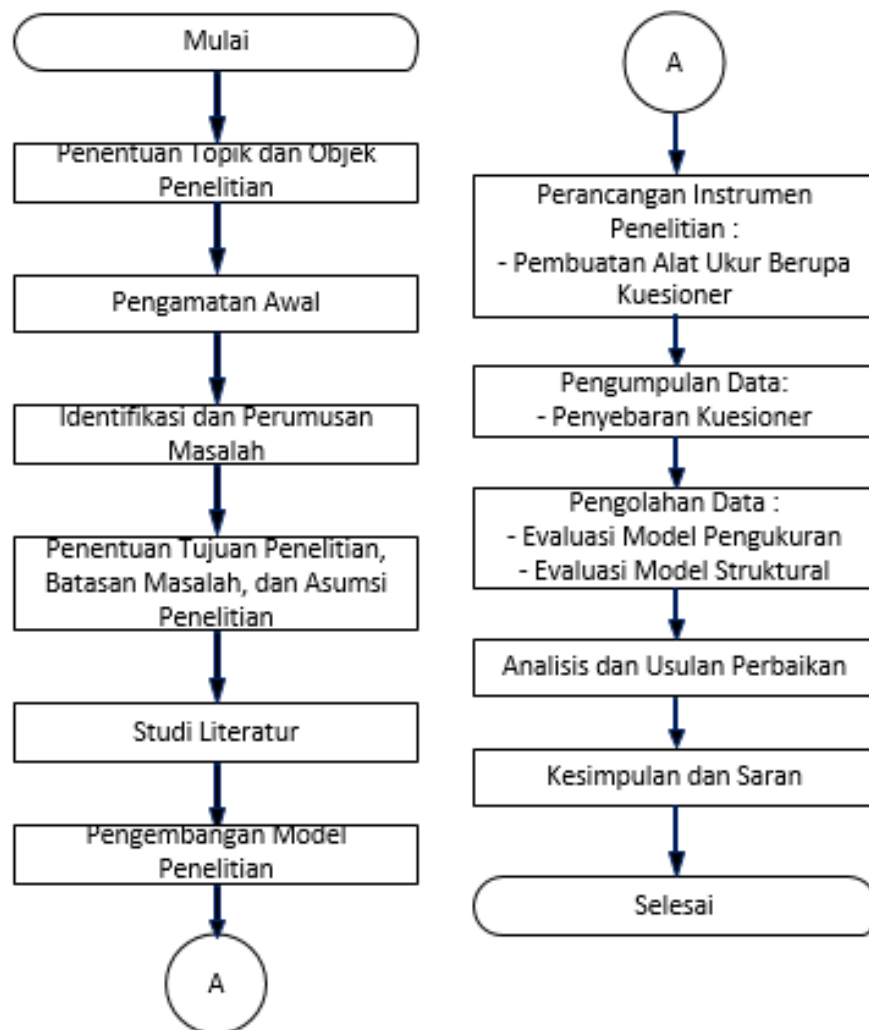 Mulai
Penentuan Topik dan Objek
Penelitian
Pengamatan Awal
Identifikasi dan Perumusan
Masalah
Penentuan Tujuan Penelitian,
Batasan Masalah, dan Asumsi
Penelitian
Studi Literatur
Pengembangan Model
Penelitian
A
A
Perancangan Instrumen
Penelitian :
- Pembuatan Alat Ukur Berupa
Kuesioner
Pengumpulan Data:
- Penyebaran Kuesioner
Pengolahan Data :
- Evaluasi Model Pengukuran
- Evaluasi Model Struktural
Analisis dan Usulan Perbaikan
Kesimpulan dan Saran
Selesai